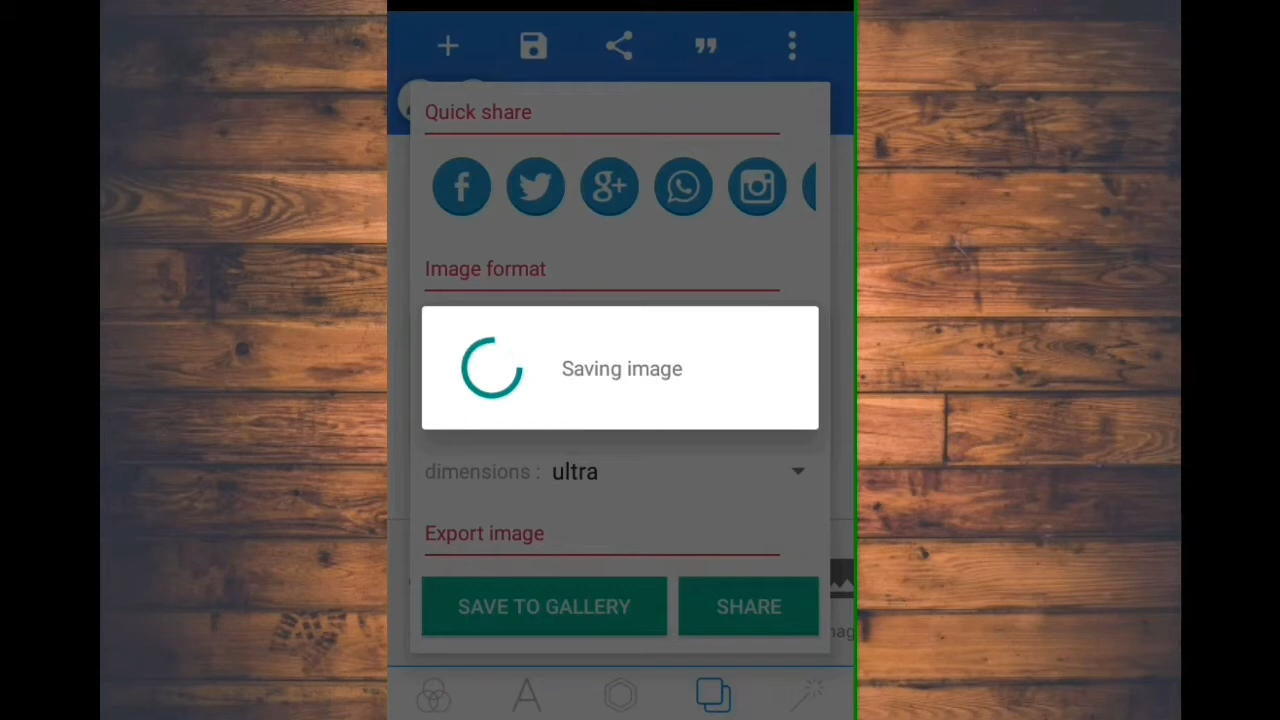 Quick share
Image format
Saving image
dimensions : ultra
Export image
SAVE TO GALLERY
SHARE